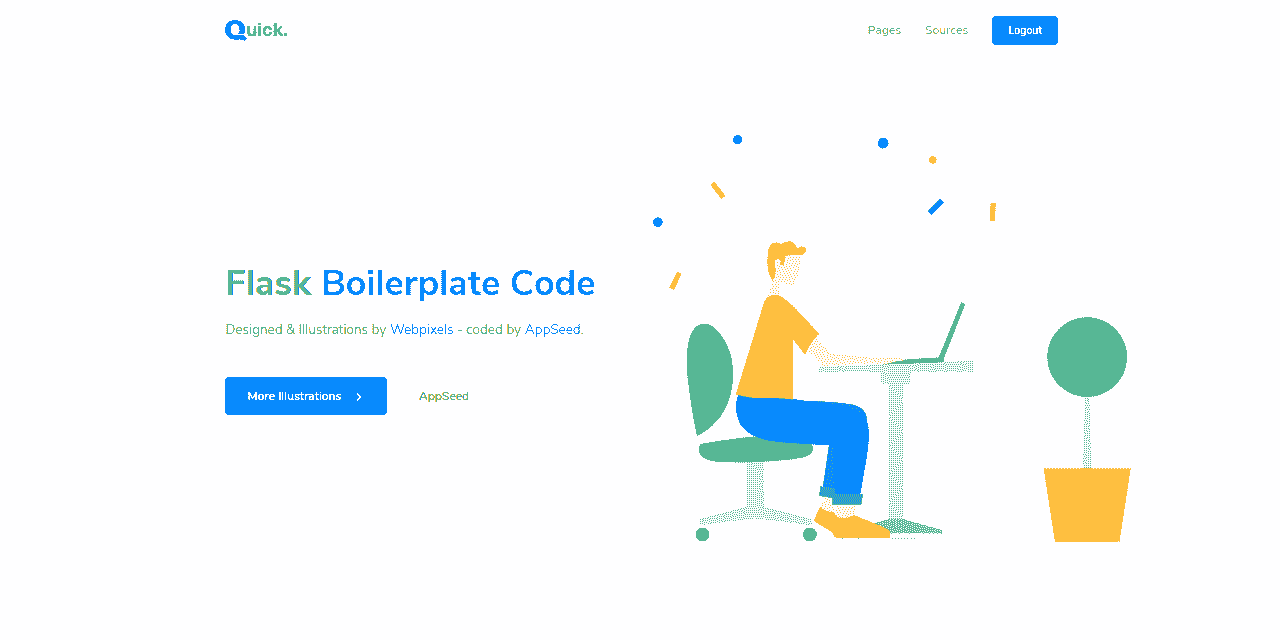 Quick.
Pages Sources Logout
Flask Boilerplate Code
Designed & Illustrations by Webpixels - coded by AppSeed.
More Illustrations AppSeed